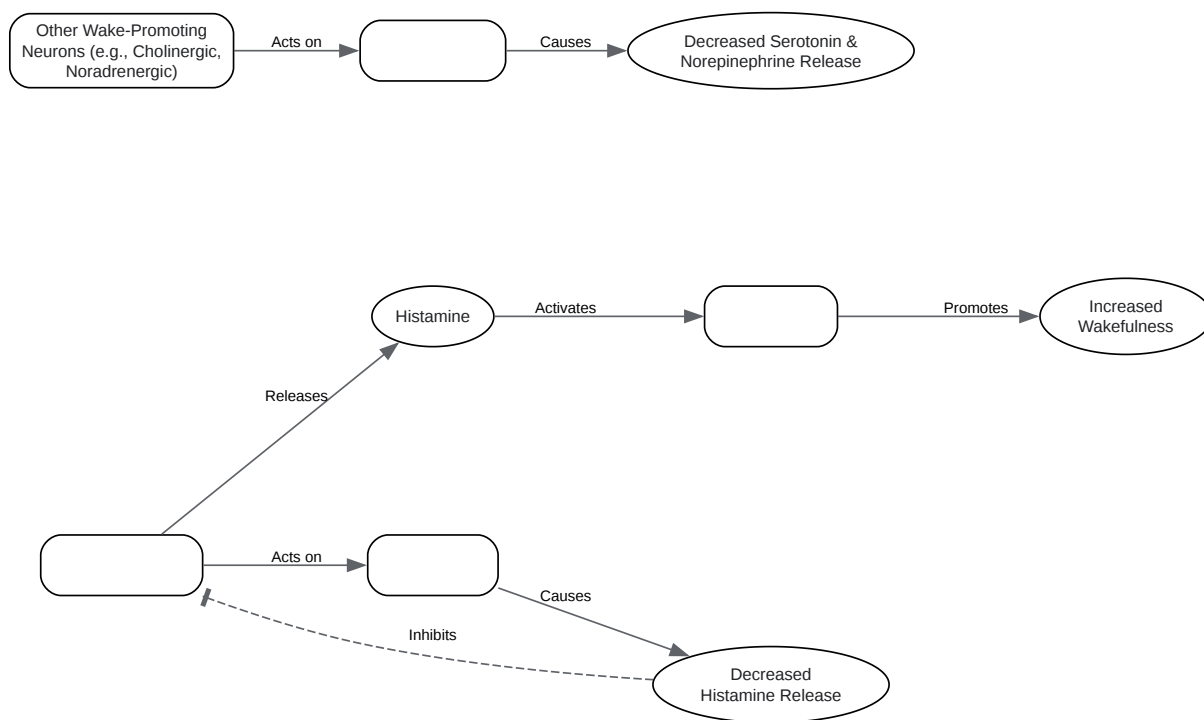 Other Wake-Promoting
Neurons (e.g., Cholinergic,
Noradrenergic)
Acts on
Causes
Decreased Serotonin &
Norepinephrine Release
Histamine
Activates
Promotes
Increased
Wakefulness
Releases
Acts on
Causes
Inhibits
Decreased
Histamine Release